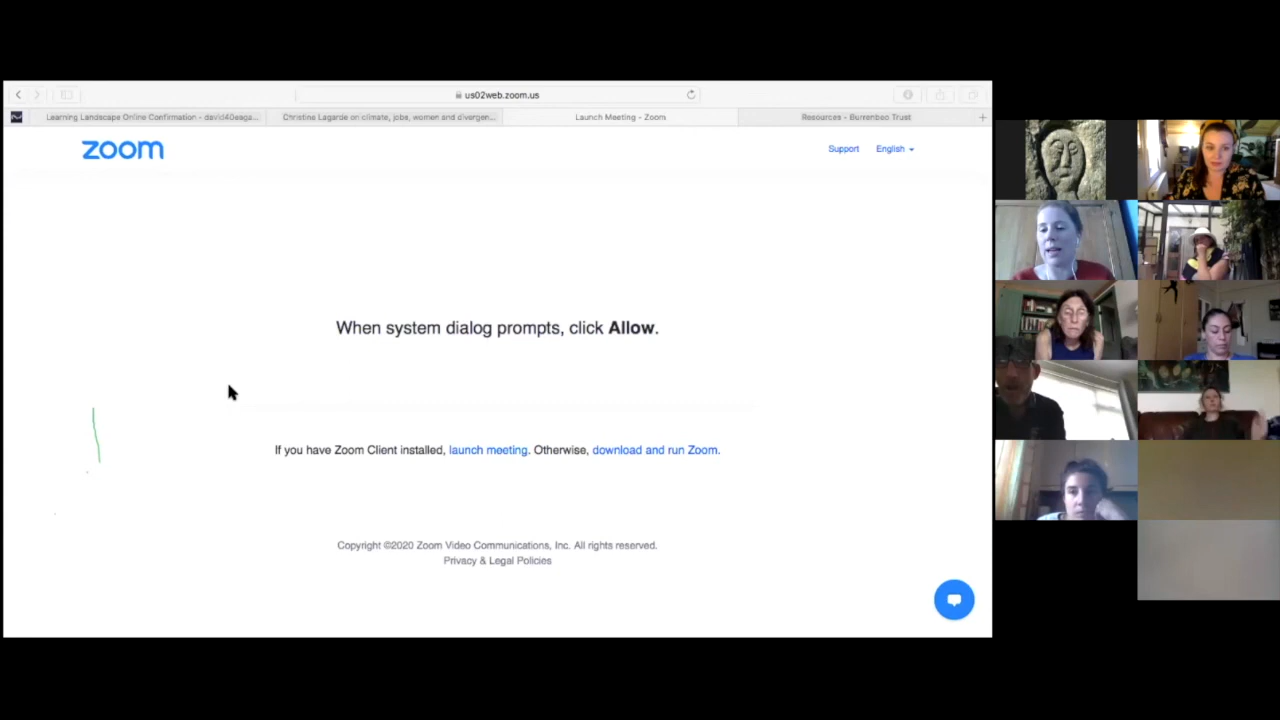 us02web.zoom.us
Learning Landscape Online Confirmation - david40eaga...
Christine Lagarde on climate, jobs, women and divergen...
Launch Meeting - Zoom
Resources - Burrenbeo Trust
zoom
Support
English
When system dialog prompts, click Allow.
If you have Zoom Client installed, launch meeting. Otherwise, download and run Zoom.
Copyright ©2020 Zoom Video Communications, Inc. All rights reserved.
Privacy & Legal Policies